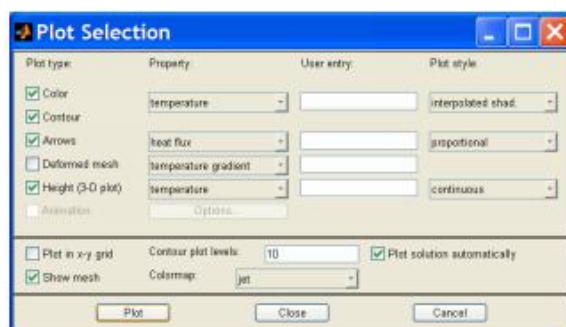 Plot Selection
Plot type: Property: User entry: Plot style:
Color temperature interpolated shad.
Contour
Arrows heat flux proportional
Deformed mesh temperature gradient
Height (3-D plot) temperature continuous
Animation Options...
Plot in x-y grid Contour plot levels: 10 Plot solution automatically
Show mesh Colormap: jet
Plot Close Cancel